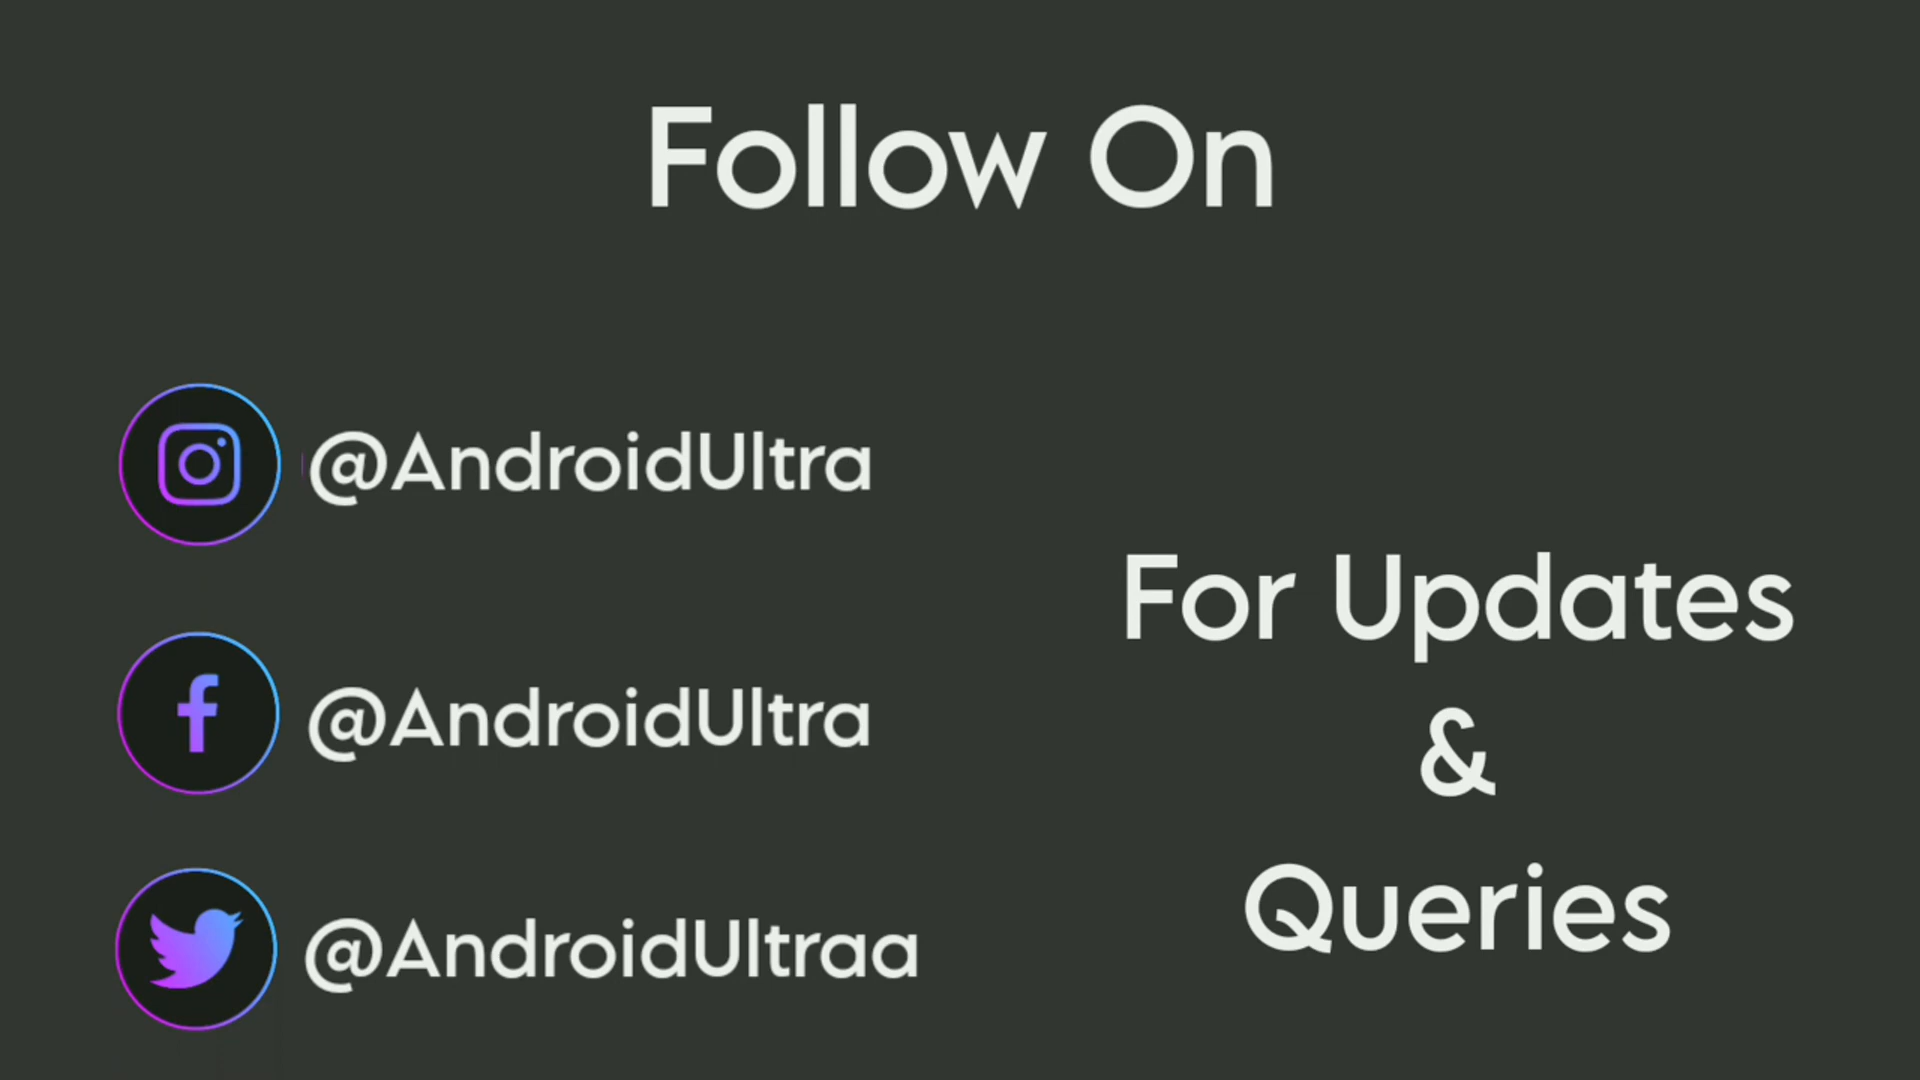 Follow On
@AndroidUltra
@AndroidUltra
@AndroidUltraa
For Updates
&
Queries